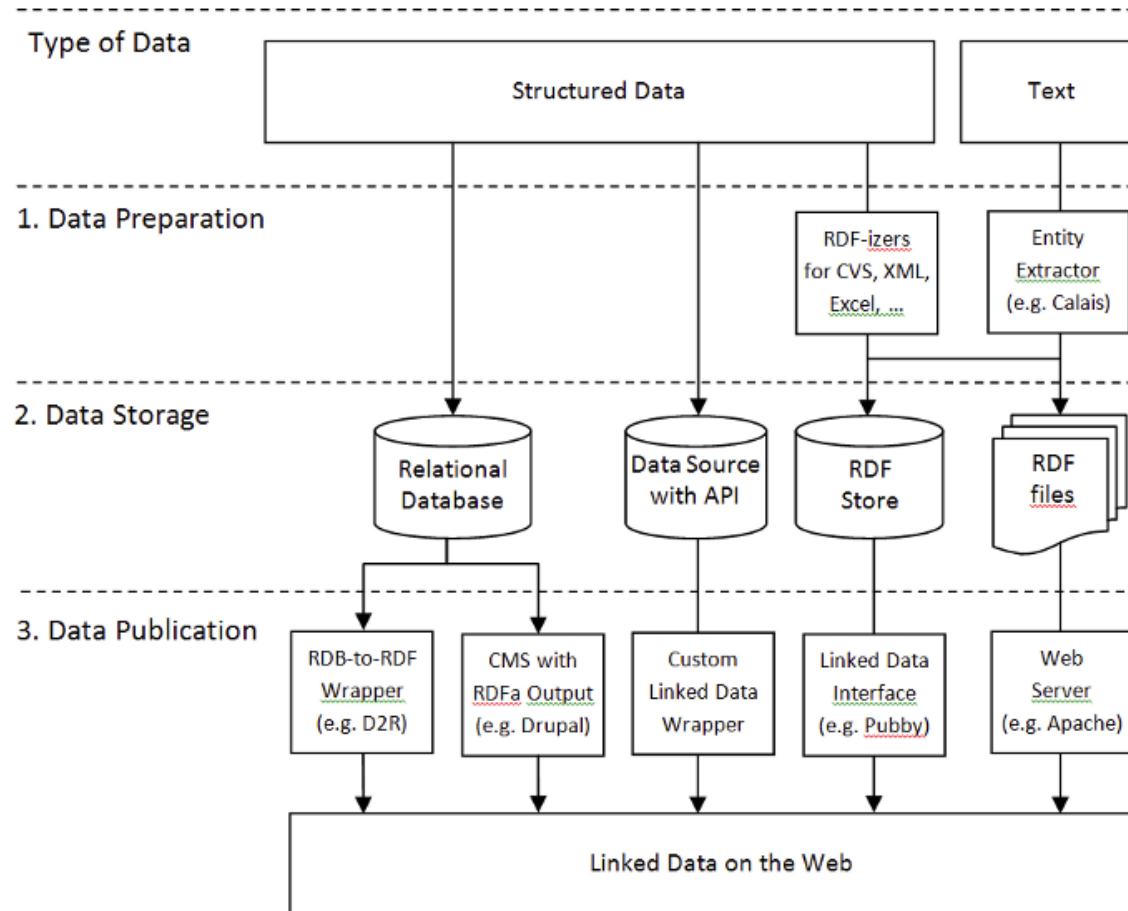 Type of Data
Structured Data
Text
1. Data Preparation
RDF-izers
for CVS, XML,
Excel, ...
Entity
Extractor
(e.g. Calais)
2. Data Storage
Relational
Database
Data Source
with API
RDF
Store
RDF
files
3. Data Publication
RDB-to-RDF
Wrapper
(e.g. D2R)
CMS with
RDFa Output
(e.g. Drupal)
Custom
Linked Data
Wrapper
Linked Data
Interface
(e.g. Pubby)
Web
Server
(e.g. Apache)
Linked Data on the Web